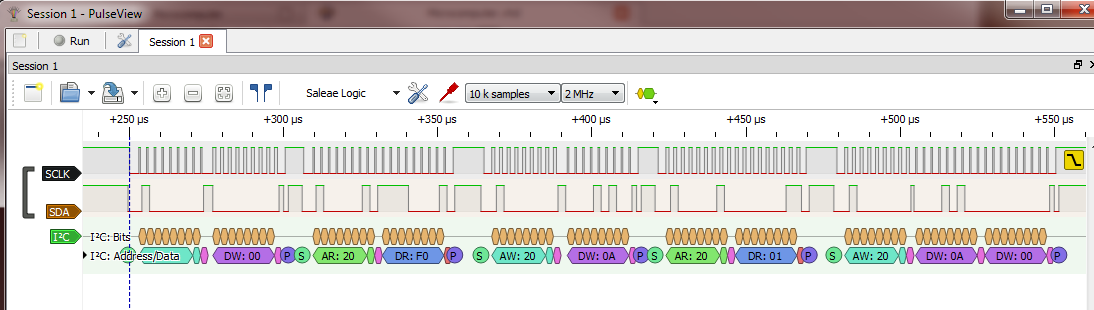 Session 1 - PulseView
Run Session 1
Session 1
Saleae Logic 10 k samples 2 MHz
+250 µs +300 µs +350 µs +400 µs +450 µs +500 µs +550 µs
SCLK
SDA
I²C I²C: Bits
I²C: Address/Data DW: 00 P S AR: 20 DR: F0 P S AW: 20 DW: 0A P S AR: 20 DR: 01 P S AW: 20 DW: 0A DW: 00 P